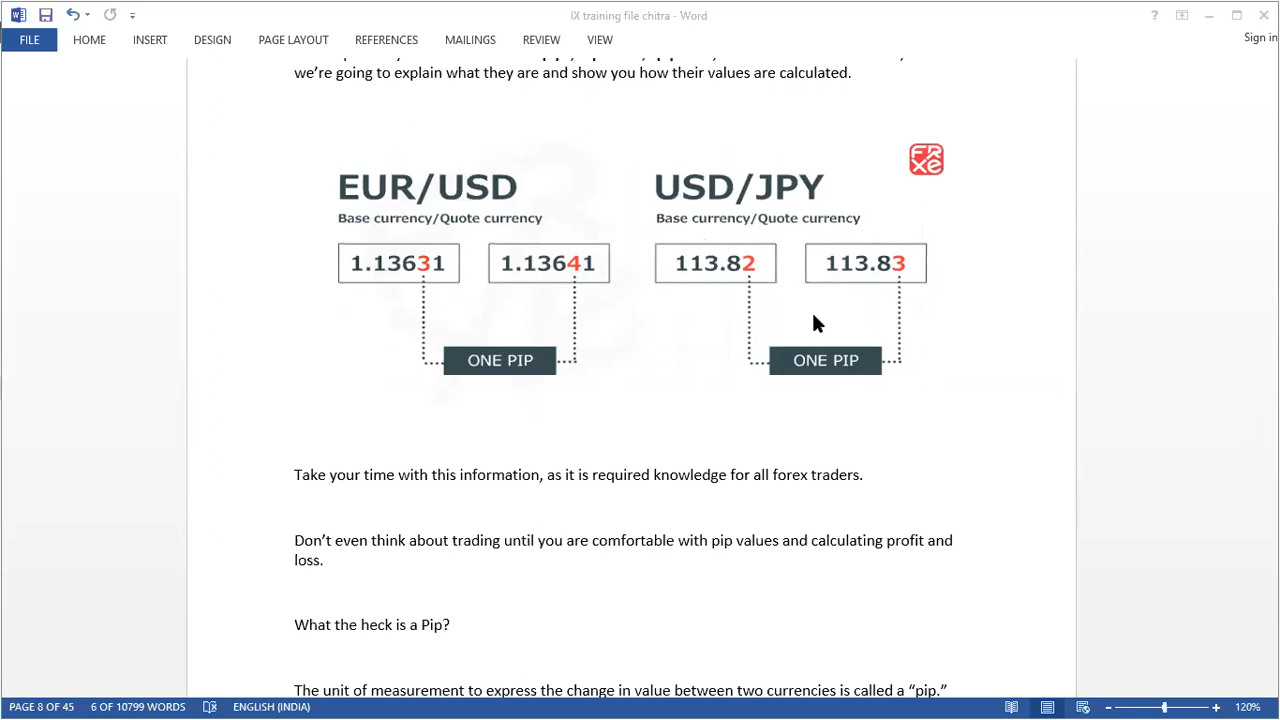 IX training file chitra - Word
Sign in
FILE HOME INSERT DESIGN PAGE LAYOUT REFERENCES MAILINGS REVIEW VIEW
we’re going to explain what they are and show you how their values are calculated.
FRXe
EUR/USD USD/JPY
Base currency/Quote currency Base currency/Quote currency
1.13631 1.13641 113.82 113.83
ONE PIP ONE PIP
Take your time with this information, as it is required knowledge for all forex traders.
Don’t even think about trading until you are comfortable with pip values and calculating profit and
loss.
What the heck is a Pip?
The unit of measurement to express the change in value between two currencies is called a “pip.”
PAGE 8 OF 45 6 OF 10799 WORDS ENGLISH (INDIA) 120%